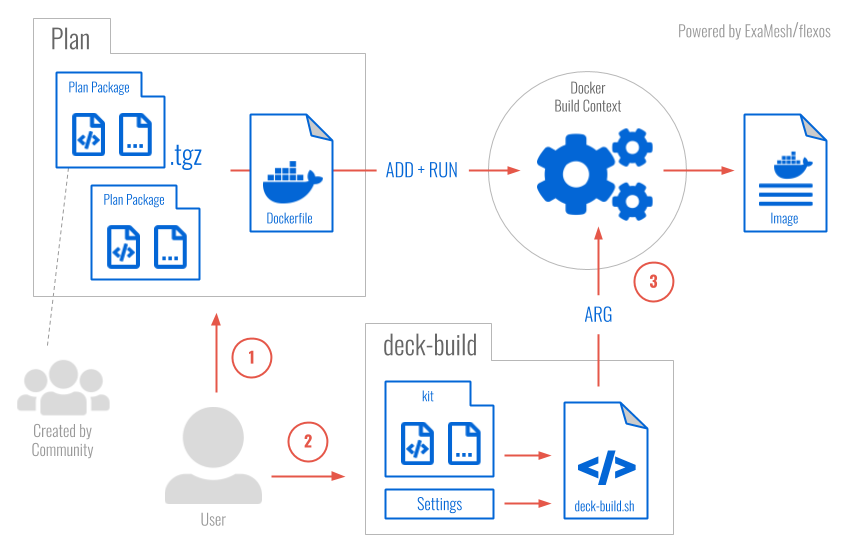 Plan
Powered by ExaMesh/flexos
Plan Package
</>
...
.tgz
Plan Package
</>
...
Dockerfile
ADD + RUN
Docker
Build Context
Image
1
2
3
ARG
deck-build
kit
</>
...
Settings
</>
deck-build.sh
Created by
Community
User